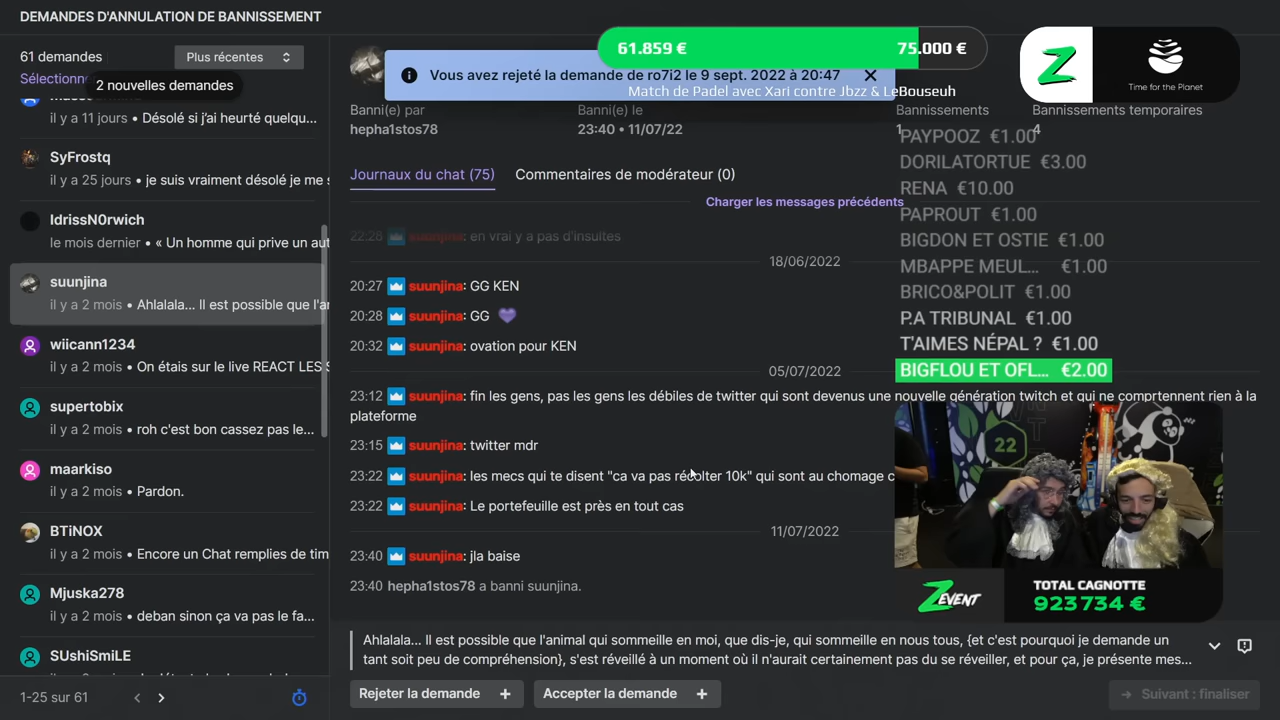 DEMANDES D'ANNULATION DE BANNISSEMENT
61 demandes
Plus récentes
Sélectionn
2 nouvelles demandes
il y a 11 jours • Désolé si j'ai heurté quelqu...
SyFrostq
il y a 25 jours • je suis vraiment désolé je me s
IdrissN0rwich
le mois dernier • « Un homme qui prive un aut
suunjina
il y a 2 mois • Ahlalala... Il est possible que l'an
wiicann1234
il y a 2 mois • On étais sur le live REACT LES S
supertobix
il y a 2 mois • roh c'est bon cassez pas le...
maarkiso
il y a 2 mois • Pardon.
BTiNOX
il y a 2 mois • Encore un Chat remplies de tim
Mjuska278
il y a 2 mois • deban sinon ça va pas le fa...
SUshiSmiLE
1-25 sur 61
61.859 €
75.000 €
Vous avez rejeté la demande de ro7i2 le 9 sept. 2022 à 20:47
Match de Padel avec Xari contre Jbzz & LeBouseuh
Z
Time for the Planet
Banni(e) par
hepha1stos78
Banni(e) le
23:40 • 11/07/22
Bannissements
1
Bannissements temporaires
4
Journaux du chat (75)
Commentaires de modérateur (0)
Charger les messages précédents
22:28 suunjina: en vrai y a pas d'insultes
18/06/2022
20:27 suunjina: GG KEN
20:28 suunjina: GG 💜
20:32 suunjina: ovation pour KEN
05/07/2022
23:12 suunjina: fin les gens, pas les gens les débiles de twitter qui sont devenus une nouvelle génération twitch et qui ne comprtennent rien à la
plateforme
23:15 suunjina: twitter mdr
23:22 suunjina: les mecs qui te disent "ca va pas récolter 10k" qui sont au chomage c
23:22 suunjina: Le portefeuille est près en tout cas
11/07/2022
23:40 suunjina: jla baise
23:40 hepha1stos78 a banni suunjina.
PAYPOOZ €1.00
DORILATORTUE €3.00
RENA €10.00
PAPROUT €1.00
BIGDON ET OSTIE €1.00
MBAPPE MEUL... €1.00
BRICO&POLIT €1.00
P.A TRIBUNAL €1.00
T'AIMES NÉPAL ? €1.00
BIGFLOU ET OFL... €2.00
22
ZEVENT
TOTAL CAGNOTTE
923 734 €
Ahlalala... Il est possible que l'animal qui sommeille en moi, que dis-je, qui sommeille en nous tous, {et c'est pourquoi je demande un
tant soit peu de compréhension}, s'est réveillé à un moment où il n'aurait certainement pas du se réveiller, et pour ça, je présente mes...
Rejeter la demande +
Accepter la demande +
→ Suivant : finaliser